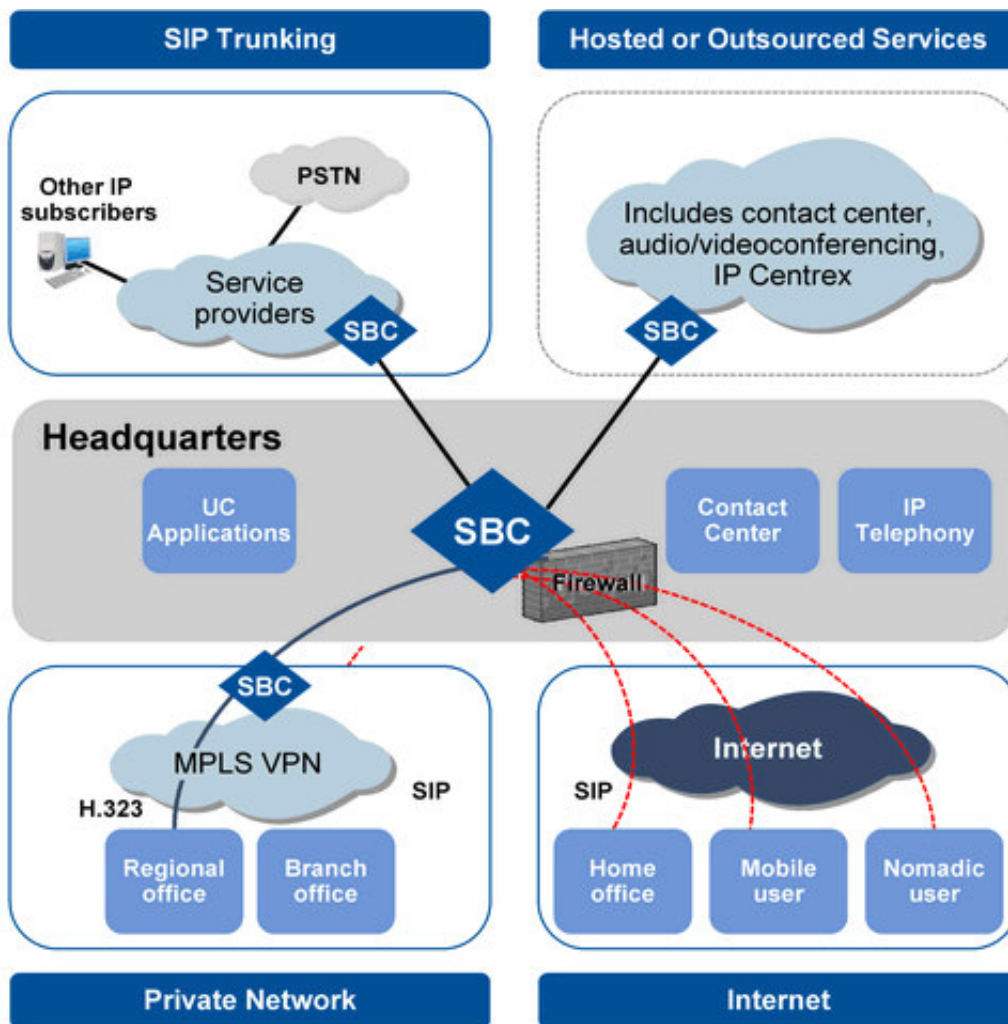 SIP Trunking
Hosted or Outsourced Services
Other IP
subscribers
PSTN
Service
providers
SBC
Includes contact center,
audio/videoconferencing,
IP Centrex
SBC
Headquarters
UC
Applications
SBC
Firewall
Contact
Center
IP
Telephony
SBC
MPLS VPN
H.323
SIP
Regional
office
Branch
office
Internet
SIP
Home
office
Mobile
user
Nomadic
user
Private Network
Internet